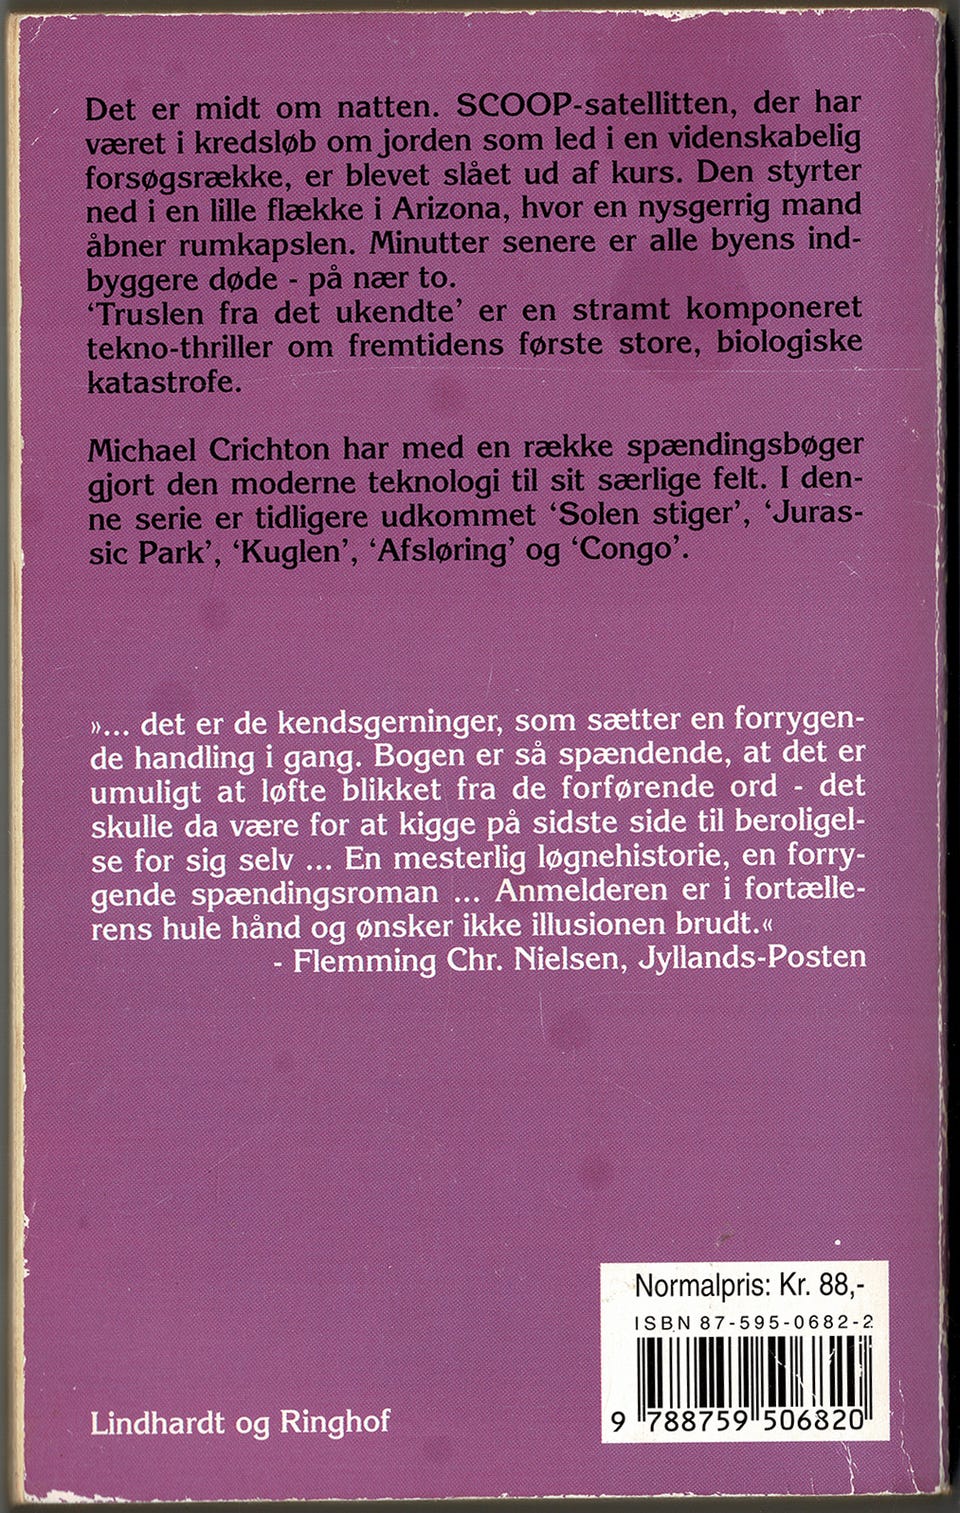 Det er midt om natten. SCOOP-satellitten, der har
været i kredsløb om jorden som led i en videnskabelig
forsøgsrække, er blevet slået ud af kurs. Den styrter
ned i en lille flække i Arizona, hvor en nysgerrig mand
åbner rumkapslen. Minutter senere er alle byens ind-
byggere døde - på nær to.
‘Truslen fra det ukendte’ er en stramt komponeret
tekno-thriller om fremtidens første store, biologiske
katastrofe.
Michael Crichton har med en række spændingsbøger
gjort den moderne teknologi til sit særlige felt. I den-
ne serie er tidligere udkommet ‘Solen stiger’, ‘Juras-
sic Park’, ‘Kuglen’, ‘Afsløring’ og ‘Congo’.
»... det er de kendsgerninger, som sætter en forrygen-
de handling i gang. Bogen er så spændende, at det er
umuligt at løfte blikket fra de forførende ord - det
skulle da være for at kigge på sidste side til beroligel-
se for sig selv ... En mesterlig løgnehistorie, en forry-
gende spændingsroman ... Anmelderen er i fortælle-
rens hule hånd og ønsker ikke illusionen brudt.«
- Flemming Chr. Nielsen, Jyllands-Posten
Normalpris: Kr. 88,-
ISBN 87-595-0682-2
9 788759 506820
Lindhardt og Ringhof